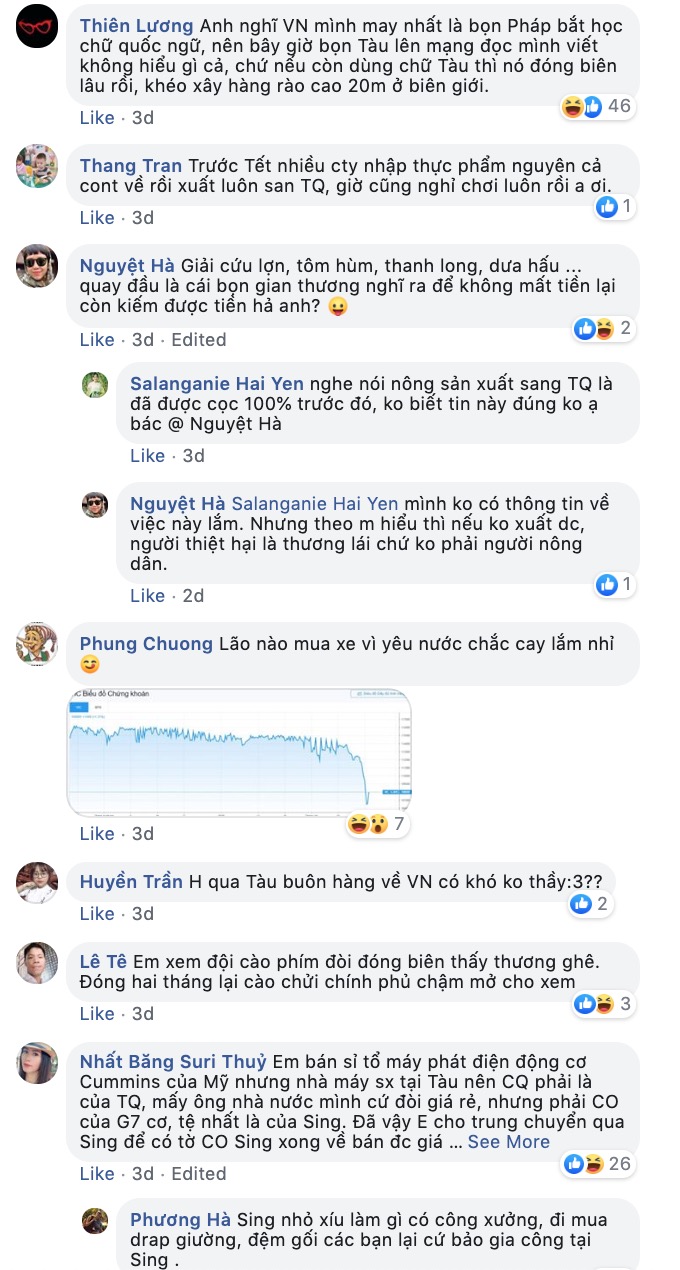 Thiên Lương Anh nghĩ VN mình may nhất là bọn Pháp bắt học
chữ quốc ngữ, nên bây giờ bọn Tàu lên mạng đọc mình viết
không hiểu gì cả, chứ nếu còn dùng chữ Tàu thì nó đóng biên
lâu rồi, khéo xây hàng rào cao 20m ở biên giới.
46
Like · 3d
Thang Tran Trước Tết nhiều cty nhập thực phẩm nguyên cả
cont về rồi xuất luôn san TQ, giờ cũng nghỉ chơi luôn rồi a ơi.
1
Like · 3d
Nguyệt Hà Giải cứu lợn, tôm hùm, thanh long, dưa hấu ...
quay đầu là cái bọn gian thương nghĩ ra để không mất tiền lại
còn kiếm được tiền hả anh? 😛
2
Like · 3d · Edited
Salanganie Hai Yen nghe nói nông sản xuất sang TQ là
đã được cọc 100% trước đó, ko biết tin này đúng ko ạ
bác @ Nguyệt Hà
Like · 3d
Nguyệt Hà Salanganie Hai Yen mình ko có thông tin về
việc này lắm. Nhưng theo m hiểu thì nếu ko xuất dc,
người thiệt hại là thương lái chứ ko phải người nông
dân.
1
Like · 2d
Phung Chuong Lão nào mua xe vì yêu nước chắc cay lắm nhỉ
😊
Biểu đồ Chứng khoán
7
Like · 3d
Huyền Trần H qua Tàu buôn hàng về VN có khó ko thầy:3??
2
Like · 3d
Lê Tê Em xem đội cào phím đòi đóng biên thấy thương ghê.
Đóng hai tháng lại cào chửi chính phủ chậm mở cho xem
3
Like · 3d
Nhất Băng Suri Thuỷ Em bán sỉ tổ máy phát điện động cơ
Cummins của Mỹ nhưng nhà máy sx tại Tàu nên CQ phải là
của TQ, mấy ông nhà nước mình cứ đòi giá rẻ, nhưng phải CO
của G7 cơ, tệ nhất là của Sing. Đã vậy E cho trung chuyển qua
Sing để có tờ CO Sing xong về bán đc giá ... See More
26
Like · 3d · Edited
Phương Hà Sing nhỏ xíu làm gì có công xưởng, đi mua
drap giường, đệm gối các bạn lại cứ bảo gia công tại
Sing .